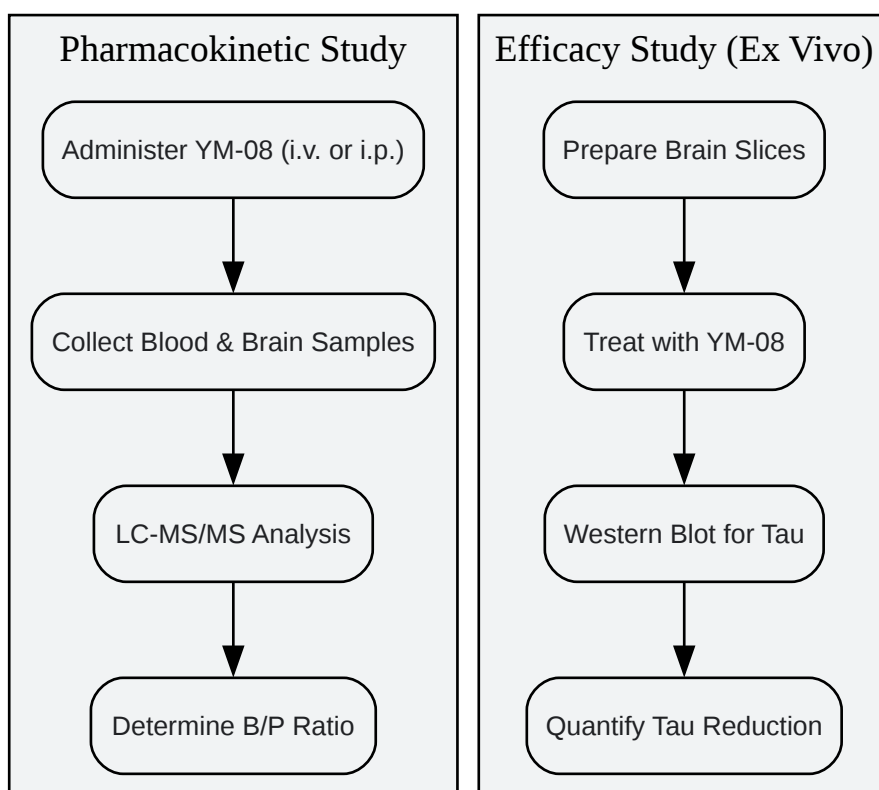 Pharmacokinetic Study
Administer YM-08 (i.v. or i.p.)
Collect Blood & Brain Samples
LC-MS/MS Analysis
Determine B/P Ratio
Efficacy Study (Ex Vivo)
Prepare Brain Slices
Treat with YM-08
Western Blot for Tau
Quantify Tau Reduction